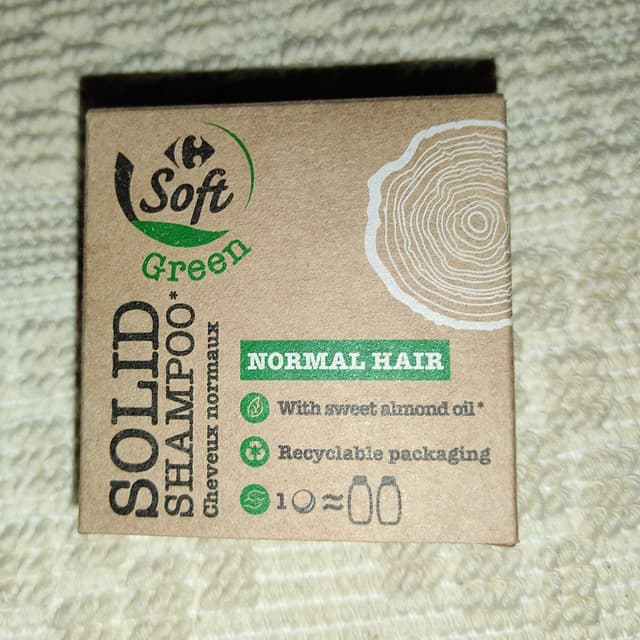 Soft
Green
SOLID
SHAMPOO*
Cheveux normaux
NORMAL HAIR
With sweet almond oil*
Recyclable packaging
1 ≈